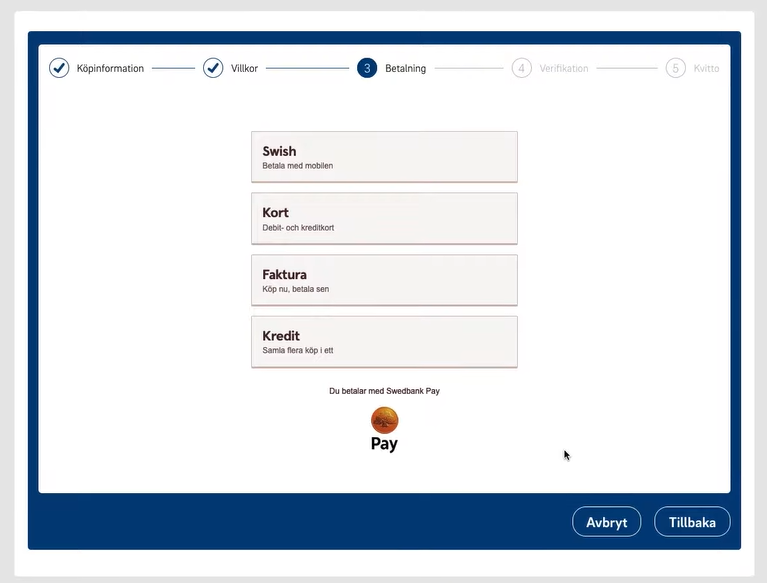 Köpinformation
Villkor
3 Betalning
4 Verifikation
5 Kvitto
Swish
Betala med mobilen
Kort
Debit- och kreditkort
Faktura
Köp nu, betala sen
Kredit
Samla flera köp i ett
Du betalar med Swedbank Pay
Pay
Avbryt
Tillbaka